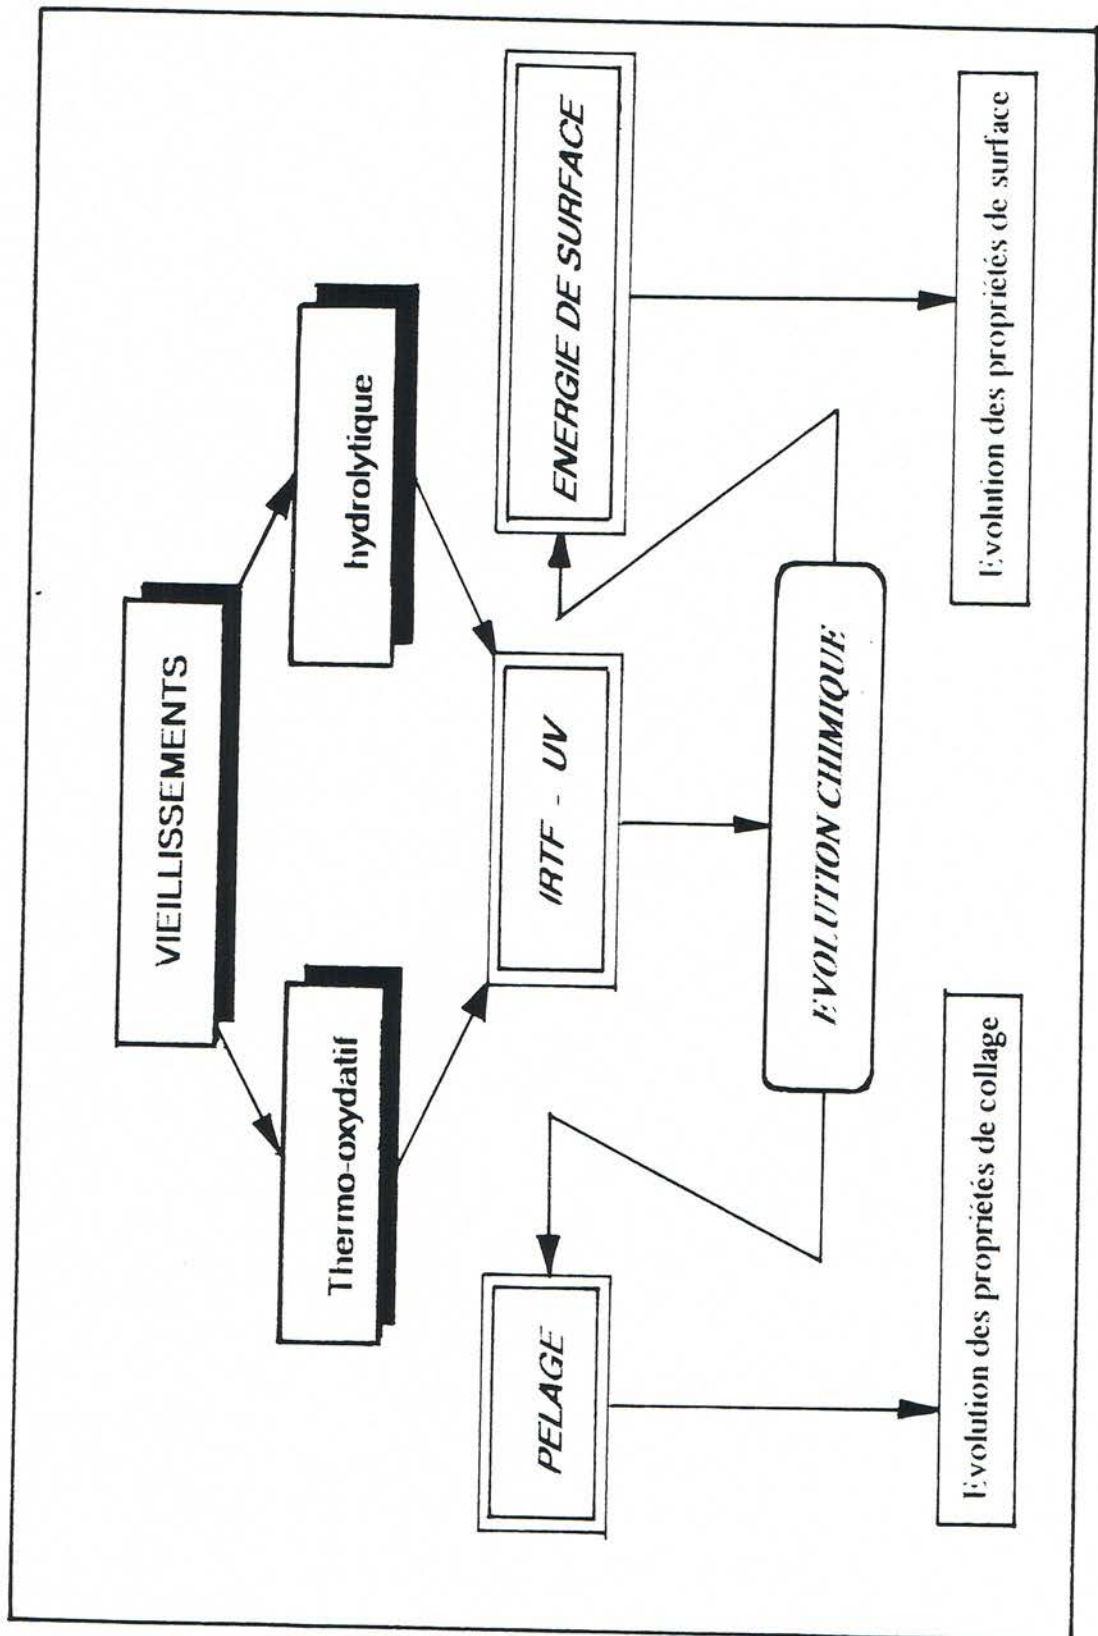 VIEILLISSEMENTS
Thermo-oxydatif
hydrolytique
PELAGE
IRTF - UV
ENERGIE DE SURFACE
EVOLUTION CHIMIQUE
Evolution des propriétés de collage
Evolution des propriétés de surface